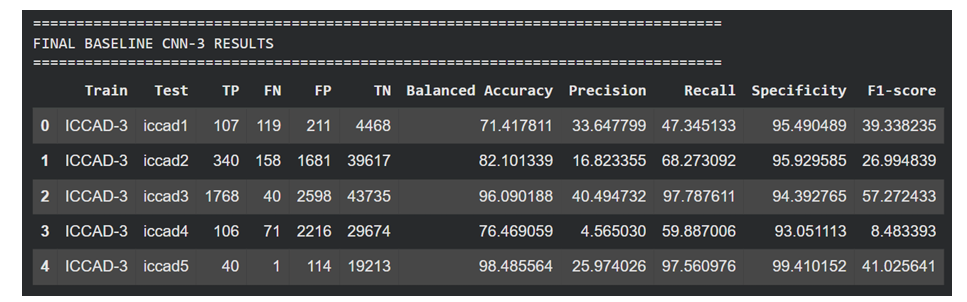 ================================================================================
FINAL BASELINE CNN-3 RESULTS
================================================================================
Train Test TP FN FP TN Balanced Accuracy Precision Recall Specificity F1-score
0 ICCAD-3 iccad1 107 119 211 4468 71.417811 33.647799 47.345133 95.490489 39.338235
1 ICCAD-3 iccad2 340 158 1681 39617 82.101339 16.823355 68.273092 95.929585 26.994839
2 ICCAD-3 iccad3 1768 40 2598 43735 96.090188 40.494732 97.787611 94.392765 57.272433
3 ICCAD-3 iccad4 106 71 2216 29674 76.469059 4.565030 59.887006 93.051113 8.483393
4 ICCAD-3 iccad5 40 1 114 19213 98.485564 25.974026 97.560976 99.410152 41.025641